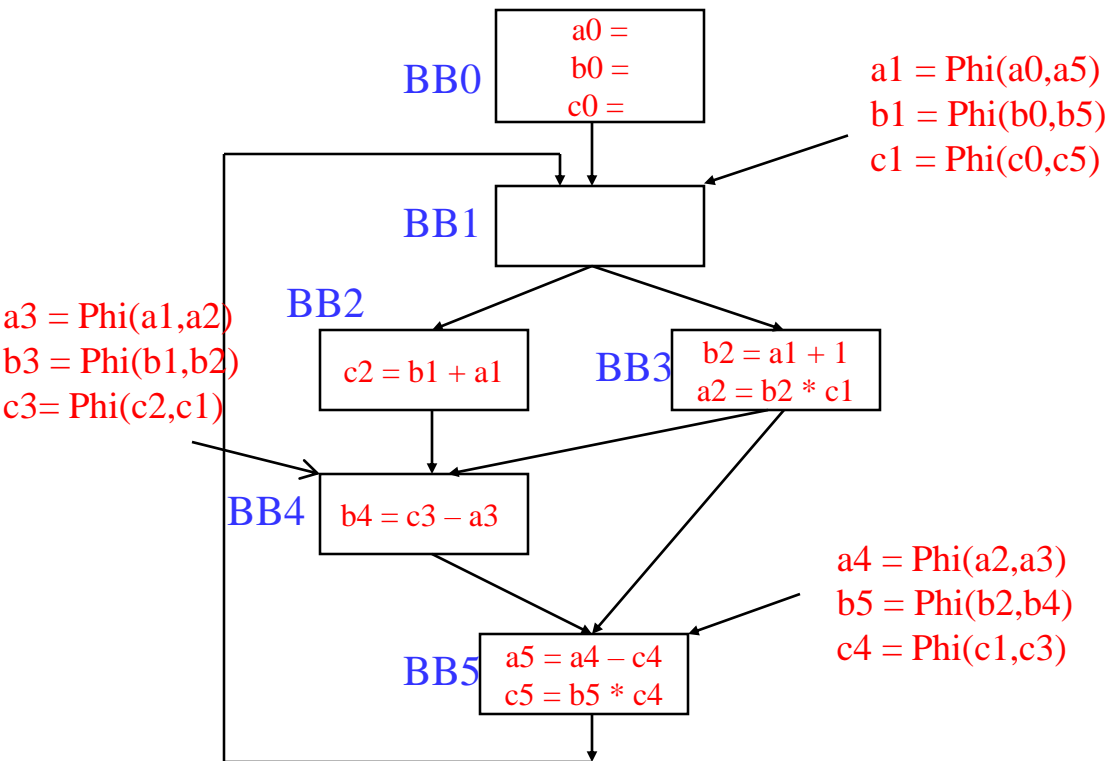 a0 =
b0 =
c0 =
BB0
a1 = Phi(a0,a5)
b1 = Phi(b0,b5)
c1 = Phi(c0,c5)
BB1
BB2
a3 = Phi(a1,a2)
b3 = Phi(b1,b2)
c3= Phi(c2,c1)
c2 = b1 + a1
BB3
b2 = a1 + 1
a2 = b2 * c1
BB4
b4 = c3 – a3
a4 = Phi(a2,a3)
b5 = Phi(b2,b4)
c4 = Phi(c1,c3)
BB5
a5 = a4 – c4
c5 = b5 * c4